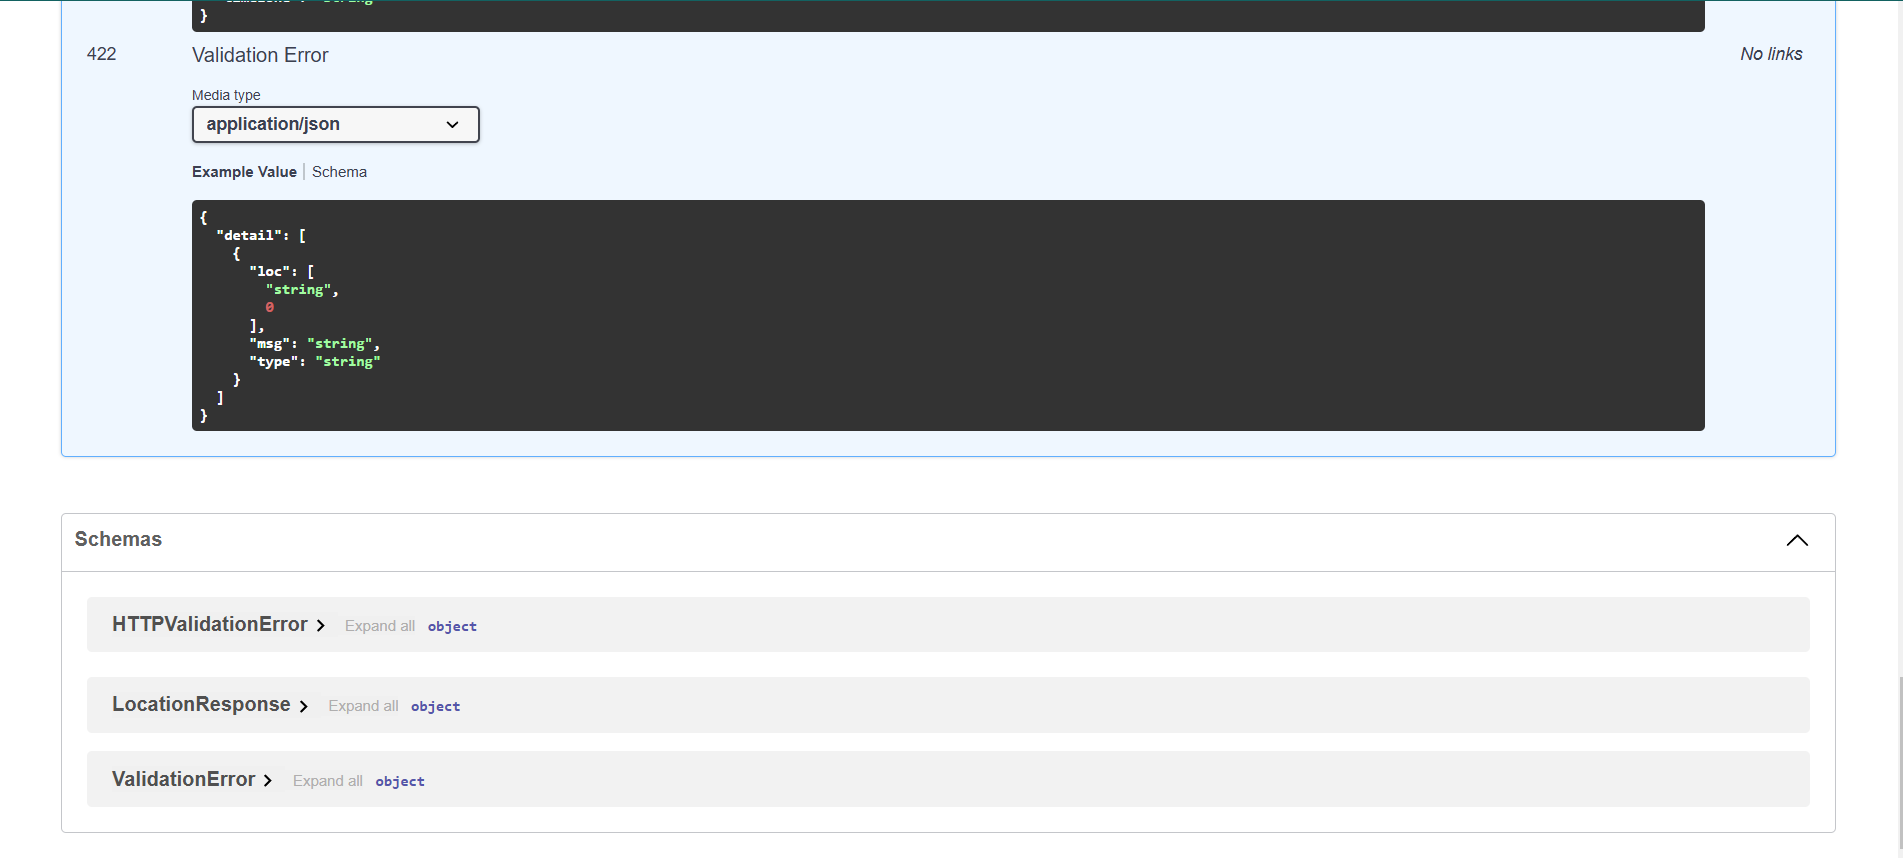 }
422
Validation Error
No links
Media type
application/json
Example Value
Schema
{
"detail": [
{
"loc": [
"string",
0
],
"msg": "string",
"type": "string"
}
]
}
Schemas
HTTPValidationError Expand all object
LocationResponse Expand all object
ValidationError Expand all object